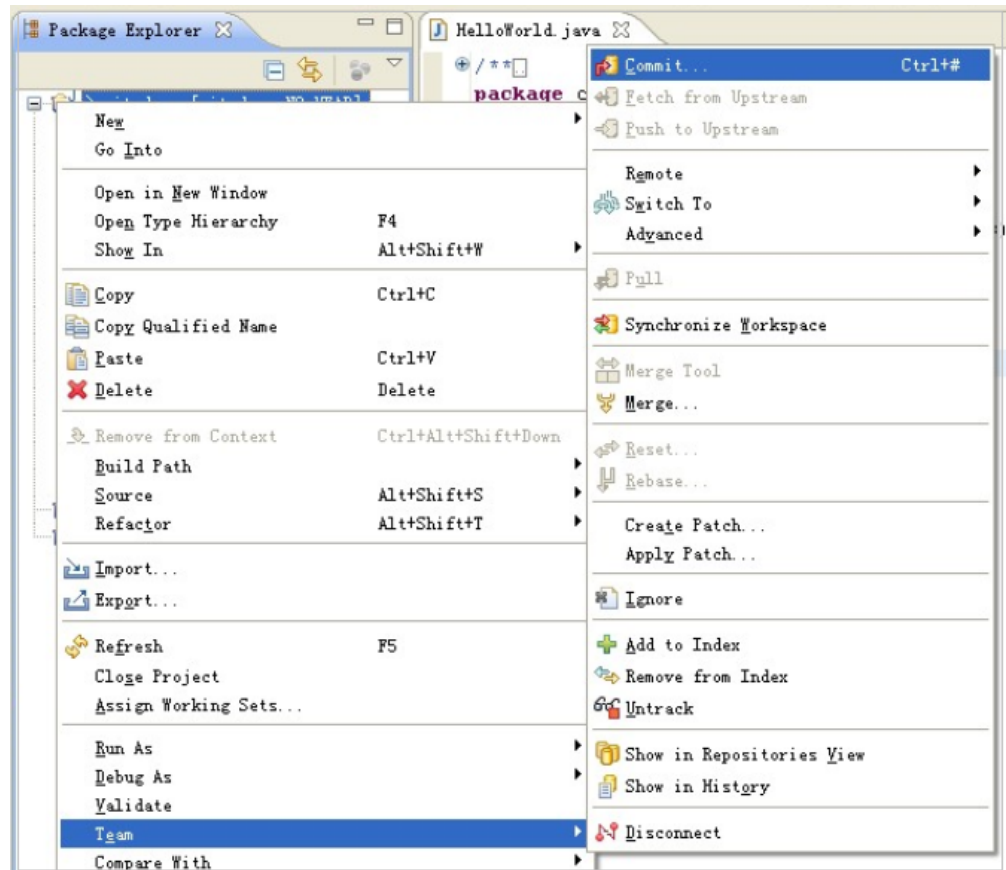 Package Explorer
HelloWorld.java
/**
package c
New
Go Into
Open in New Window
Open Type Hierarchy F4
Show In Alt+Shift+W
Copy Ctrl+C
Copy Qualified Name
Paste Ctrl+V
Delete Delete
Remove from Context Ctrl+Alt+Shift+Down
Build Path
Source Alt+Shift+S
Refactor Alt+Shift+T
Import...
Export...
Refresh F5
Close Project
Assign Working Sets...
Run As
Debug As
Validate
Team
Compare With
Commit... Ctrl+#
Fetch from Upstream
Push to Upstream
Remote
Switch To
Advanced
Pull
Synchronize Workspace
Merge Tool
Merge...
Reset...
Rebase...
Create Patch...
Apply Patch...
Ignore
Add to Index
Remove from Index
Untrack
Show in Repositories View
Show in History
Disconnect